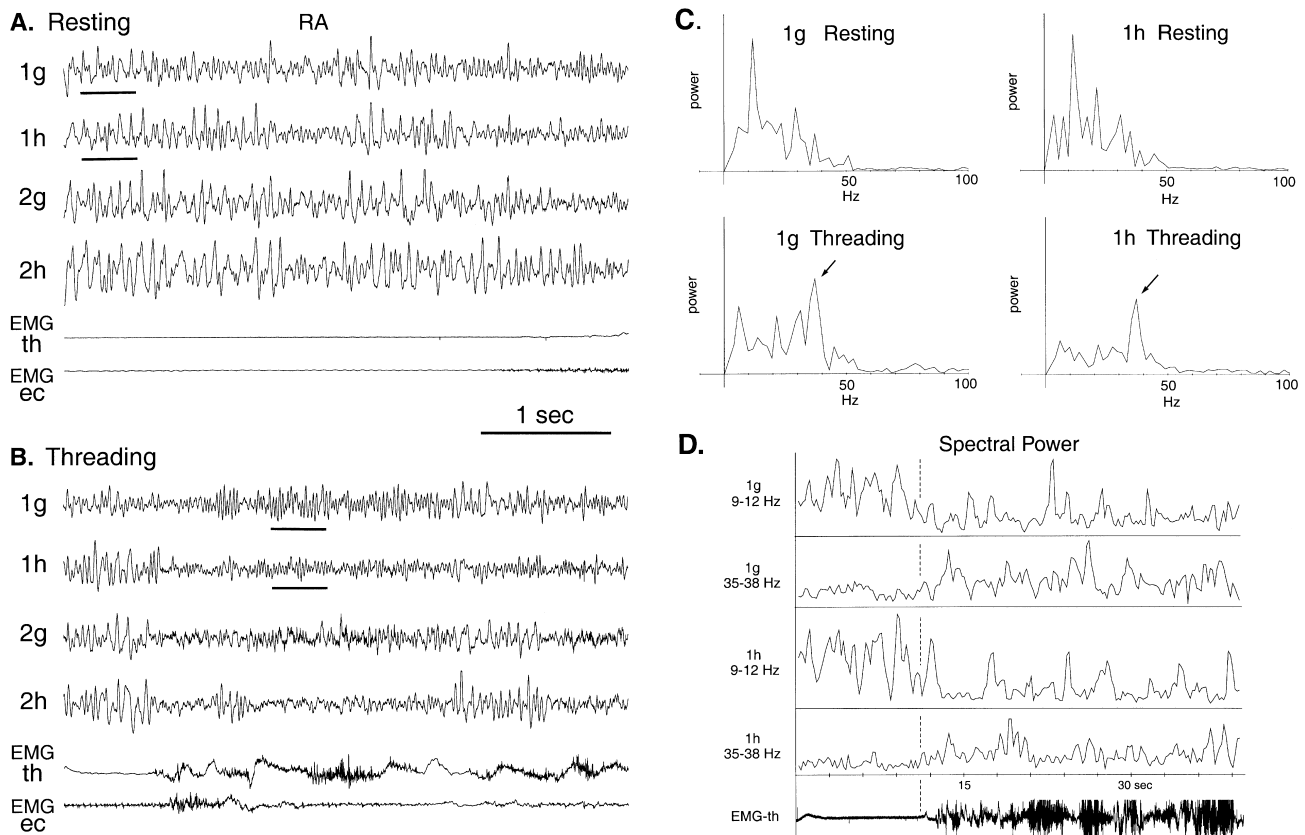 A. Resting RA
1g
1h
2g
2h
EMG
th
EMG
ec
1 sec
B. Threading
1g
1h
2g
2h
EMG
th
EMG
ec
C.
1g Resting
power
50
100
Hz
1h Resting
power
50
100
Hz
1g Threading
power
50
100
Hz
1h Threading
power
50
100
Hz
D. Spectral Power
1g
9-12 Hz
1g
35-38 Hz
1h
9-12 Hz
1h
35-38 Hz
15 30 sec
EMG-th